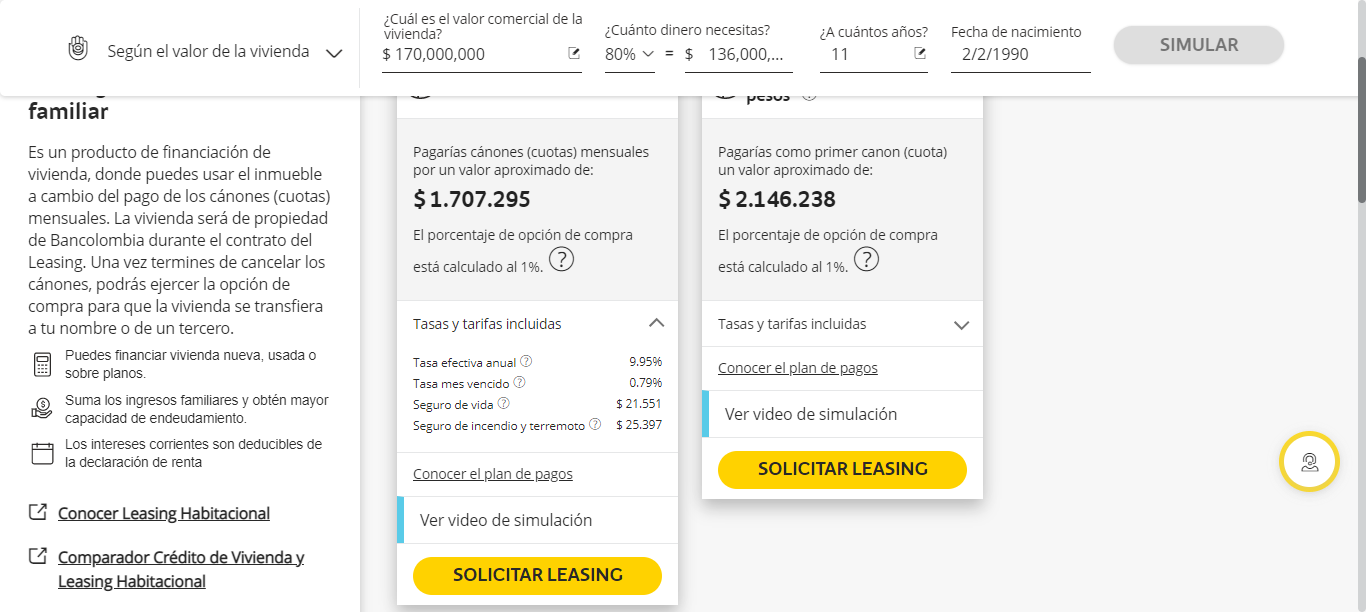 Según el valor de la vivienda
¿Cuál es el valor comercial de la
vivienda?
$ 170,000,000
¿Cuánto dinero necesitas?
80% = $ 136,000,...
¿A cuántos años?
11
Fecha de nacimiento
2/2/1990
SIMULAR
familiar
Es un producto de financiación de
vivienda, donde puedes usar el inmueble
a cambio del pago de los cánones (cuotas)
mensuales. La vivienda será de propiedad
de Bancolombia durante el contrato del
Leasing. Una vez termines de cancelar los
cánones, podrás ejercer la opción de
compra para que la vivienda se transfiera
a tu nombre o de un tercero.
Puedes financiar vivienda nueva, usada o
sobre planos.
Suma los ingresos familiares y obtén mayor
capacidad de endeudamiento.
Los intereses corrientes son deducibles de
la declaración de renta
Conocer Leasing Habitacional
Comparador Crédito de Vivienda y
Leasing Habitacional
Pagarías cánones (cuotas) mensuales
por un valor aproximado de:
$ 1.707.295
El porcentaje de opción de compra
está calculado al 1%. ?
Tasas y tarifas incluidas
Tasa efectiva anual ? 9.95%
Tasa mes vencido ? 0.79%
Seguro de vida ? $ 21.551
Seguro de incendio y terremoto ? $ 25.397
Conocer el plan de pagos
Ver video de simulación
SOLICITAR LEASING
pesos
Pagarías como primer canon (cuota)
un valor aproximado de:
$ 2.146.238
El porcentaje de opción de compra
está calculado al 1%. ?
Tasas y tarifas incluidas
Conocer el plan de pagos
Ver video de simulación
SOLICITAR LEASING